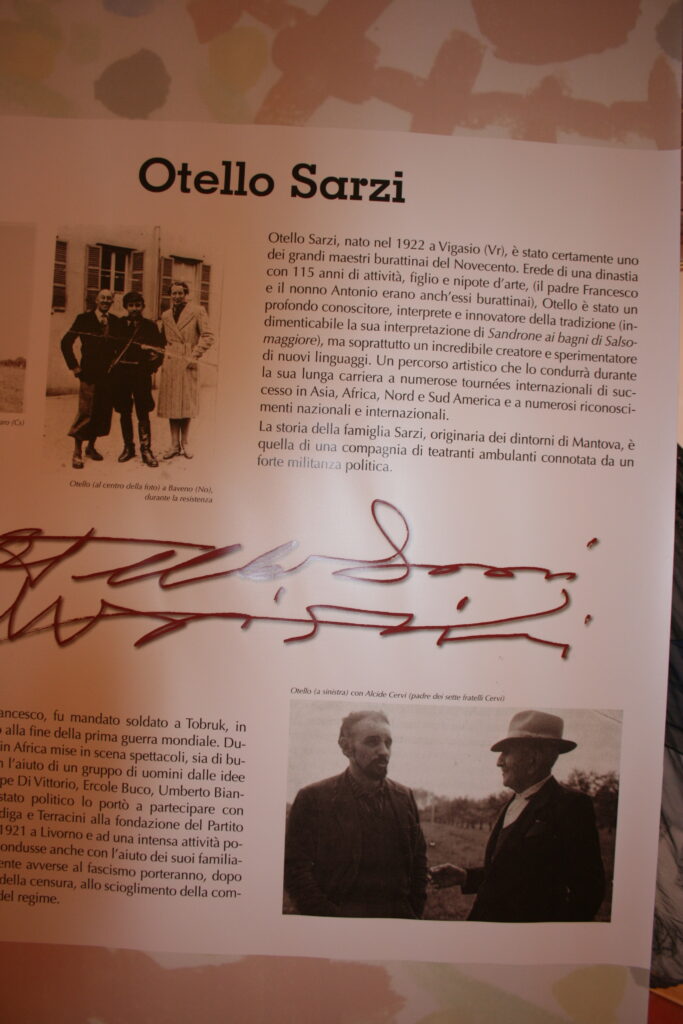 Otello Sarzi
Otello Sarzi, nato nel 1922 a Vigasio (Vr), è stato certamente uno
dei grandi maestri burattinai del Novecento. Erede di una dinastia
con 115 anni di attività, figlio e nipote d'arte, (il padre Francesco
e il nonno Antonio erano anch'essi burattinai), Otello è stato un
profondo conoscitore, interprete e innovatore della tradizione (in-
dimenticabile la sua interpretazione di Sandrone ai bagni di Salso-
maggiore), ma soprattutto un incredibile creatore e sperimentatore
di nuovi linguaggi. Un percorso artistico che lo condurrà durante
la sua lunga carriera a numerose tournées internazionali di suc-
cesso in Asia, Africa, Nord e Sud America e a numerosi riconosci-
menti nazionali e internazionali.
La storia della famiglia Sarzi, originaria dei dintorni di Mantova, è
quella di una compagnia di teatranti ambulanti connotata da un
forte militanza politica.
aro (Cs)
Otello (al centro della foto) a Baveno (No),
durante la resistenza
Otello Sarzi
Otello (a sinistra) con Alcide Cervi (padre dei sette fratelli Cervi)
ancesco, fu mandato soldato a Tobruk, in
o alla fine della prima guerra mondiale. Du-
in Africa mise in scena spettacoli, sia di bu-
n l'aiuto di un gruppo di uomini dalle idee
pe Di Vittorio, Ercole Buco, Umberto Bian-
stato politico lo portò a partecipare con
diga e Terracini alla fondazione del Partito
1921 a Livorno e ad una intensa attività po-
ondusse anche con l'aiuto dei suoi familia-
ente avverse al fascismo porteranno, dopo
della censura, allo scioglimento della com-
del regime.